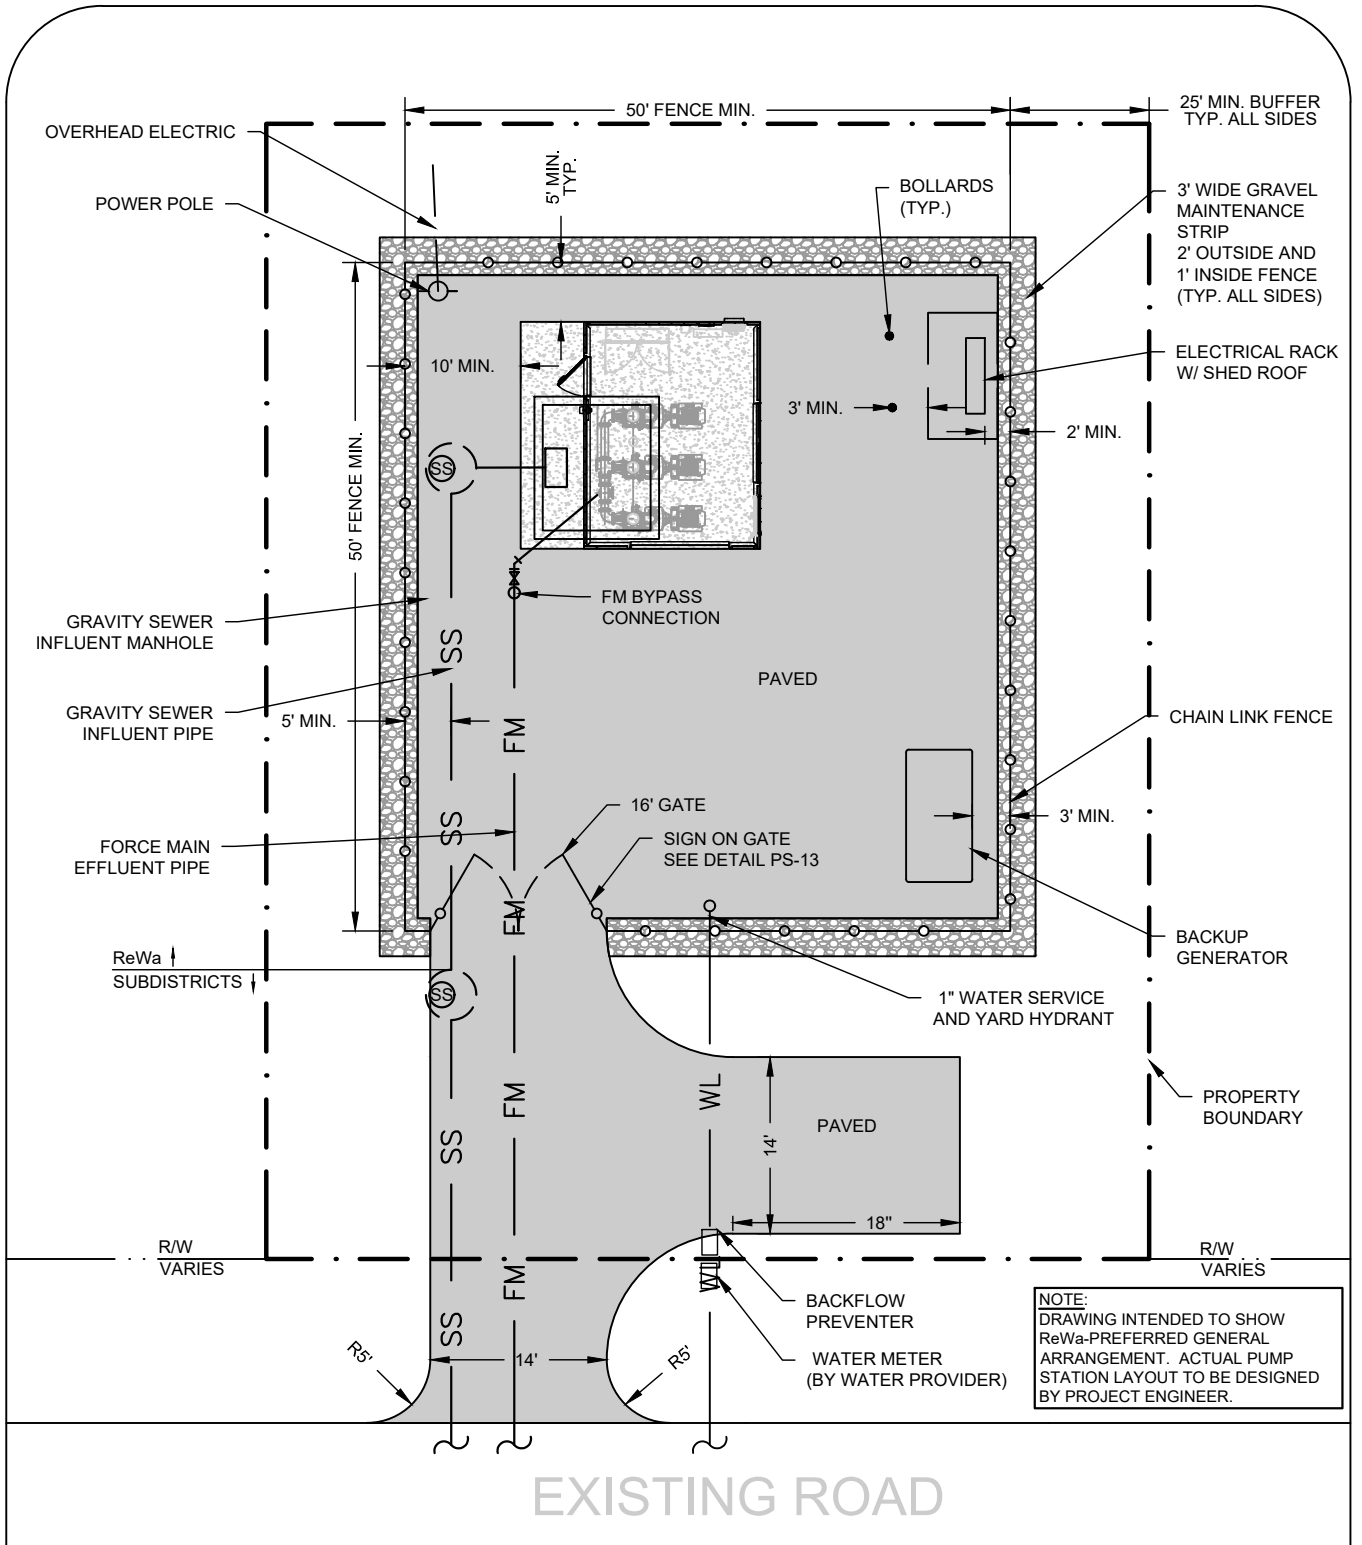 50' FENCE MIN.
25' MIN. BUFFER
TYP. ALL SIDES
OVERHEAD ELECTRIC
5' MIN.
TYP.
BOLLARDS
(TYP.)
3' WIDE GRAVEL
MAINTENANCE
STRIP
2' OUTSIDE AND
1' INSIDE FENCE
(TYP. ALL SIDES)
POWER POLE
10' MIN.
ELECTRICAL RACK
W/ SHED ROOF
3' MIN.
2' MIN.
50' FENCE MIN.
SS
FM BYPASS
CONNECTION
GRAVITY SEWER
INFLUENT MANHOLE
SS
PAVED
GRAVITY SEWER
INFLUENT PIPE
5' MIN.
FM
CHAIN LINK FENCE
16' GATE
3' MIN.
SS
FORCE MAIN
EFFLUENT PIPE
SIGN ON GATE
SEE DETAIL PS-13
FM
BACKUP
GENERATOR
ReWa
SUBDISTRICTS
SS
1" WATER SERVICE
AND YARD HYDRANT
FM
WL
PROPERTY
BOUNDARY
PAVED
14'
SS
18"
R/W
VARIES
R/W
VARIES
FM
WL
BACKFLOW
PREVENTER
SS
R5'
14'
R5'
WATER METER
(BY WATER PROVIDER)
NOTE:
DRAWING INTENDED TO SHOW
ReWa-PREFERRED GENERAL
ARRANGEMENT. ACTUAL PUMP
STATION LAYOUT TO BE DESIGNED
BY PROJECT ENGINEER.
EXISTING ROAD